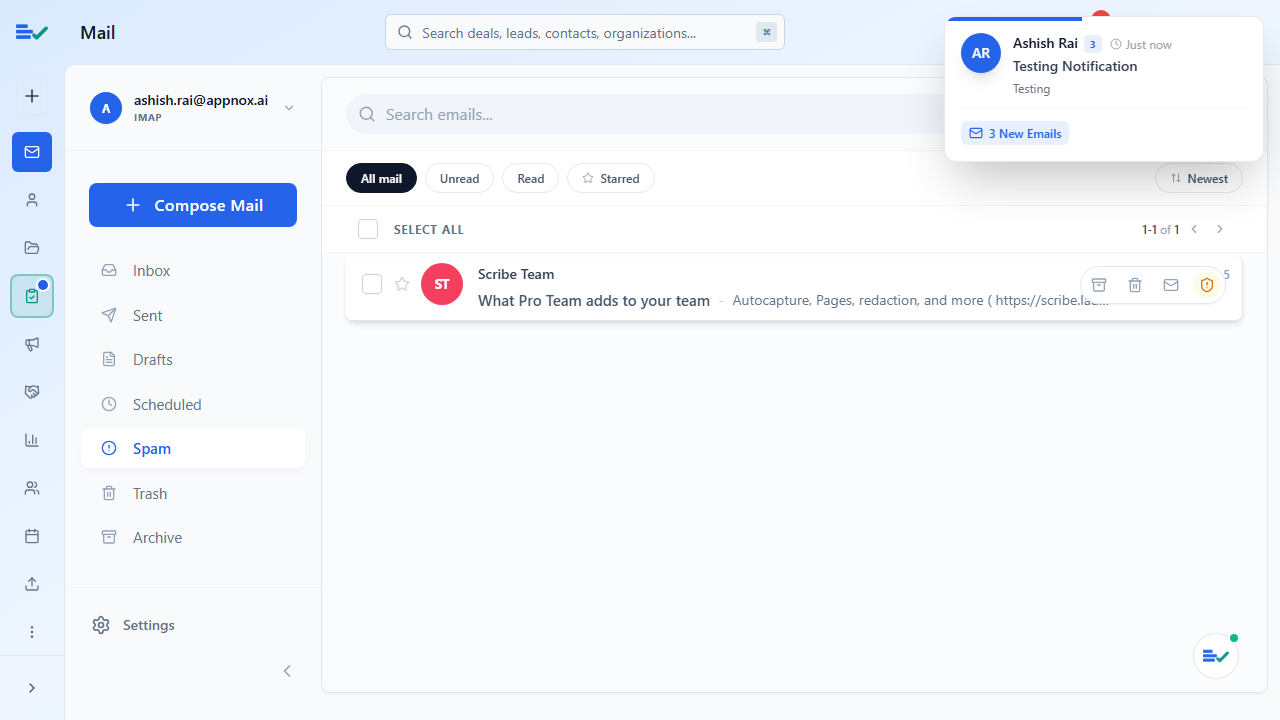 Mail
Search deals, leads, contacts, organizations...
⌘
AR
Ashish Rai 3 Just now
Testing Notification
Testing
3 New Emails
A
ashish.rai@appnox.ai
IMAP
Compose Mail
Inbox
Sent
Drafts
Scheduled
Spam
Trash
Archive
Settings
Search emails...
All mail Unread Read Starred Newest
SELECT ALL 1-1 of 1
ST
Scribe Team
What Pro Team adds to your team - Autocapture, Pages, redaction, and more ( https://scribe.